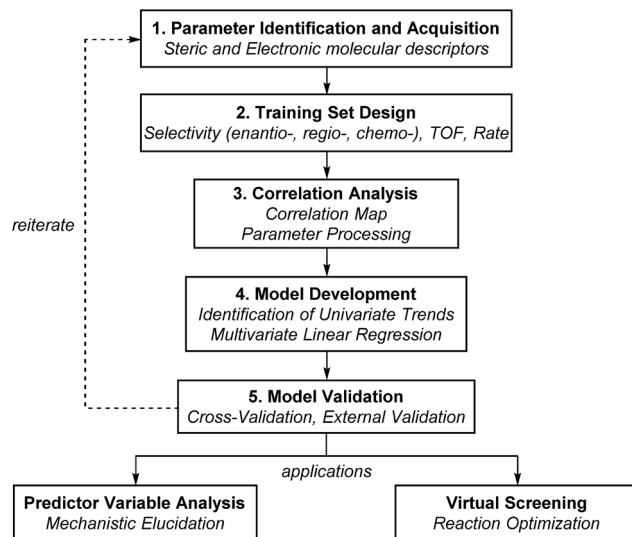 1. Parameter Identification and Acquisition
Steric and Electronic molecular descriptors
2. Training Set Design
Selectivity (enantio-, regio-, chemo-), TOF, Rate
3. Correlation Analysis
Correlation Map
Parameter Processing
reiterate
4. Model Development
Identification of Univariate Trends
Multivariate Linear Regression
5. Model Validation
Cross-Validation, External Validation
applications
Predictor Variable Analysis
Mechanistic Elucidation
Virtual Screening
Reaction Optimization